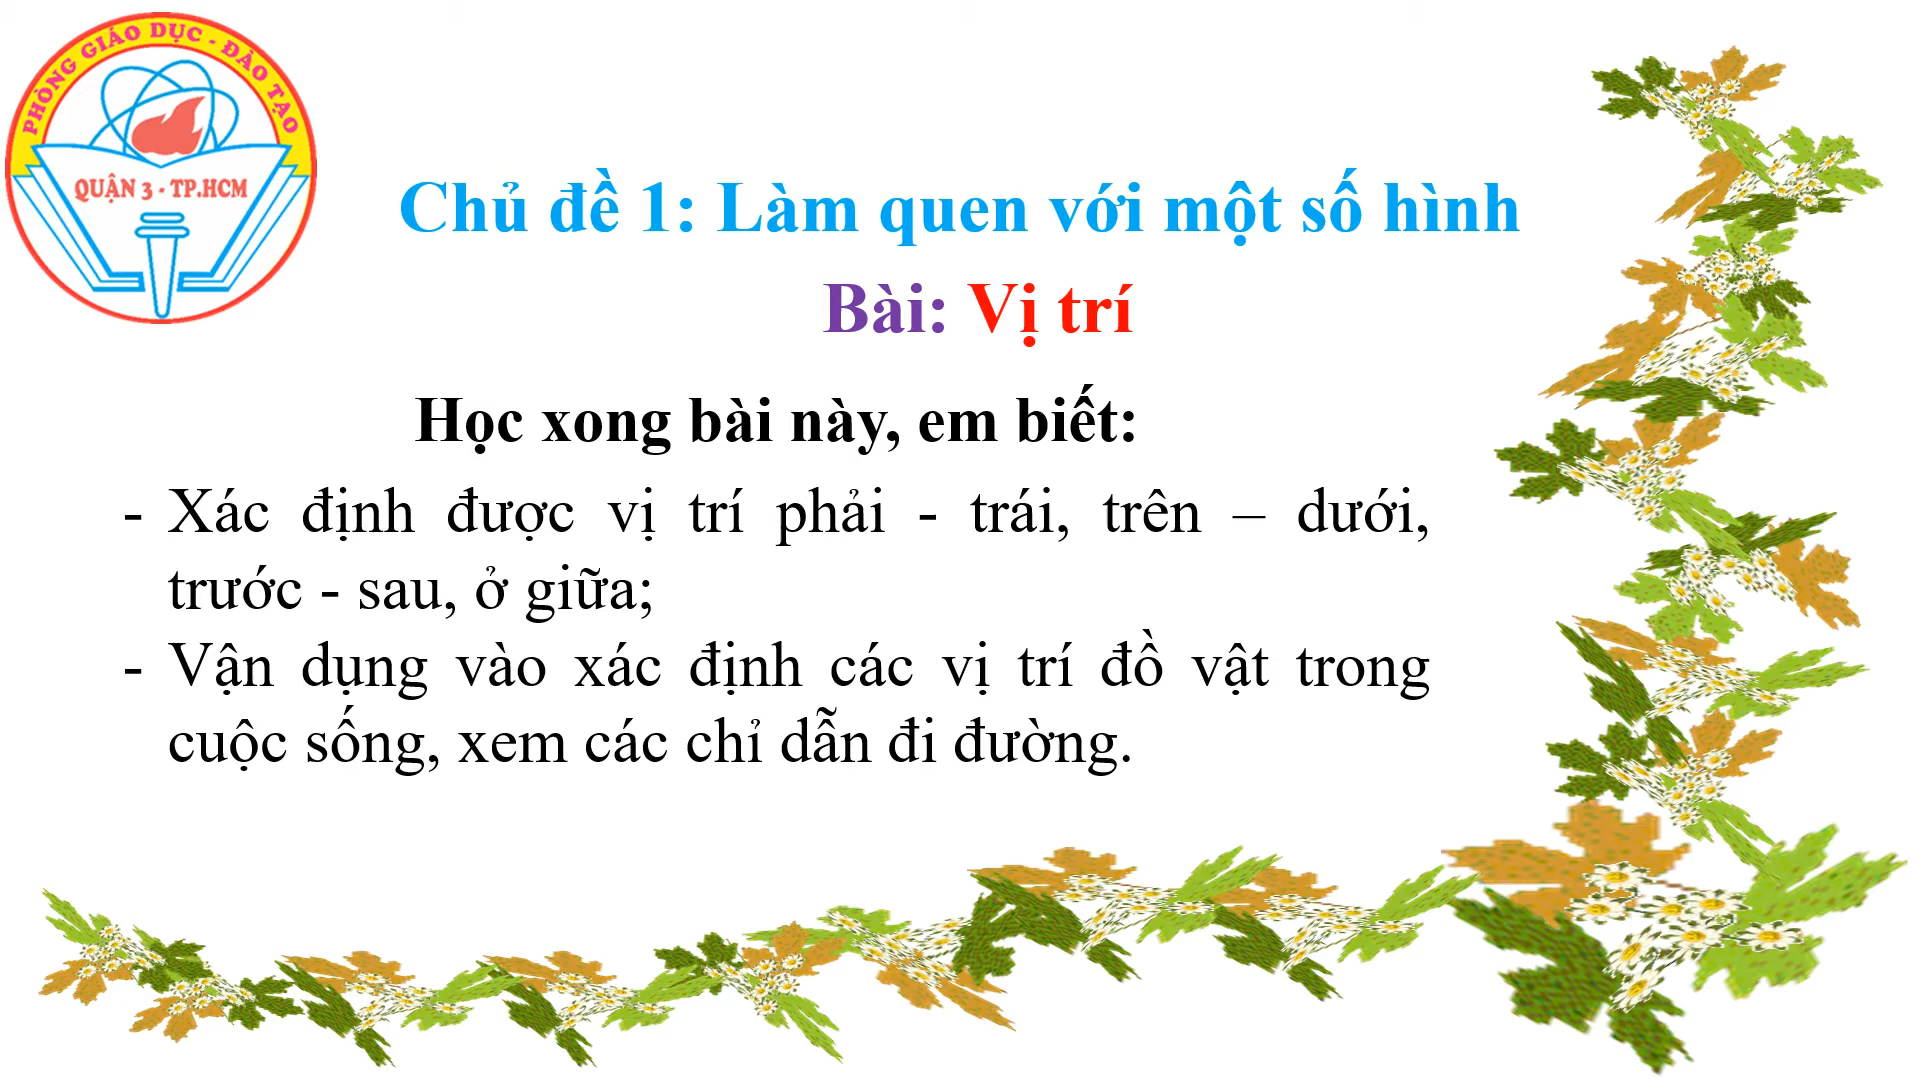 PHÒNG GIÁO DỤC - ĐÀO TẠO
QUẬN 3 - TP.HCM
Chủ đề 1: Làm quen với một số hình
Bài: Vị trí
Học xong bài này, em biết:
- Xác định được vị trí phải - trái, trên – dưới,
trước - sau, ở giữa;
- Vận dụng vào xác định các vị trí đồ vật trong
cuộc sống, xem các chỉ dẫn đi đường.